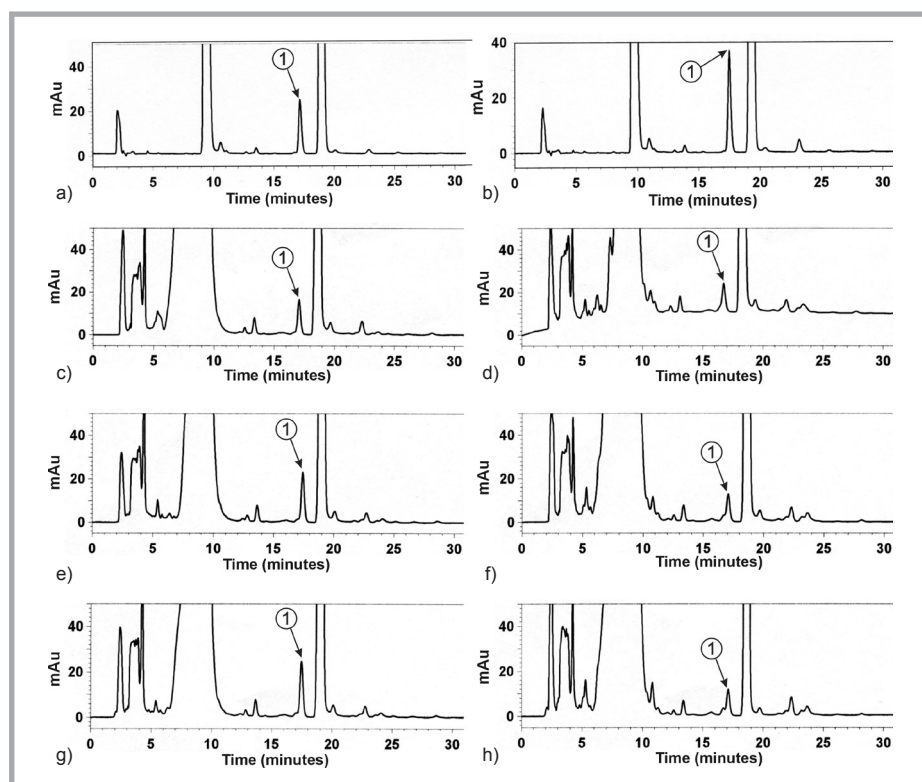 ①
①
40
20
0
mAu
40
20
0
mAu
0 5 10 15 20 25 30
0 5 10 15 20 25 30
a) Time (minutes)
b) Time (minutes)
①
①
40
20
0
mAu
40
20
0
mAu
0 5 10 15 20 25 30
0 5 10 15 20 25 30
c) Time (minutes)
d) Time (minutes)
①
①
40
20
0
mAu
40
20
0
mAu
0 5 10 15 20 25 30
0 5 10 15 20 25 30
e) Time (minutes)
f) Time (minutes)
①
①
40
20
0
mAu
40
20
0
mAu
0 5 10 15 20 25 30
0 5 10 15 20 25 30
g) Time (minutes)
h) Time (minutes)